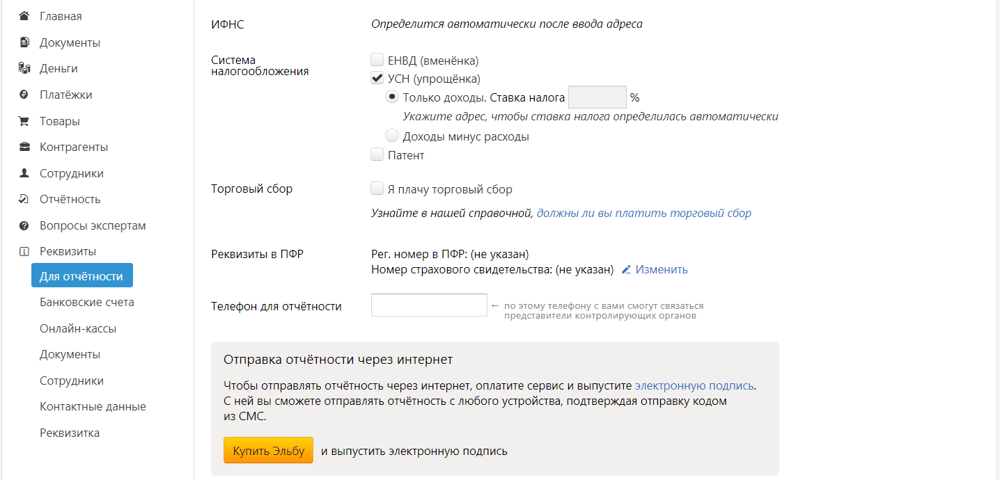 Главная
Документы
Деньги
Платёжки
Товары
Контрагенты
Сотрудники
Отчётность
Вопросы экспертам
Реквизиты
Для отчётности
Банковские счета
Онлайн-кассы
Документы
Сотрудники
Контактные данные
Реквизитка
ИФНС
Определится автоматически после ввода адреса
Система
налогообложения
ЕНВД (вменёнка)
УСН (упрощёнка)
Только доходы. Ставка налога %
Укажите адрес, чтобы ставка налога определилась автоматически
Доходы минус расходы
Патент
Торговый сбор
Я плачу торговый сбор
Узнайте в нашей справочной, должны ли вы платить торговый сбор
Реквизиты в ПФР
Рег. номер в ПФР: (не указан)
Номер страхового свидетельства: (не указан) Изменить
Телефон для отчётности
← по этому телефону с вами смогут связаться
представители контролирующих органов
Отправка отчётности через интернет
Чтобы отправлять отчётность через интернет, оплатите сервис и выпустите электронную подпись.
С ней вы сможете отправлять отчётность с любого устройства, подтверждая отправку кодом
из СМС.
Купить Эльбу и выпустить электронную подпись